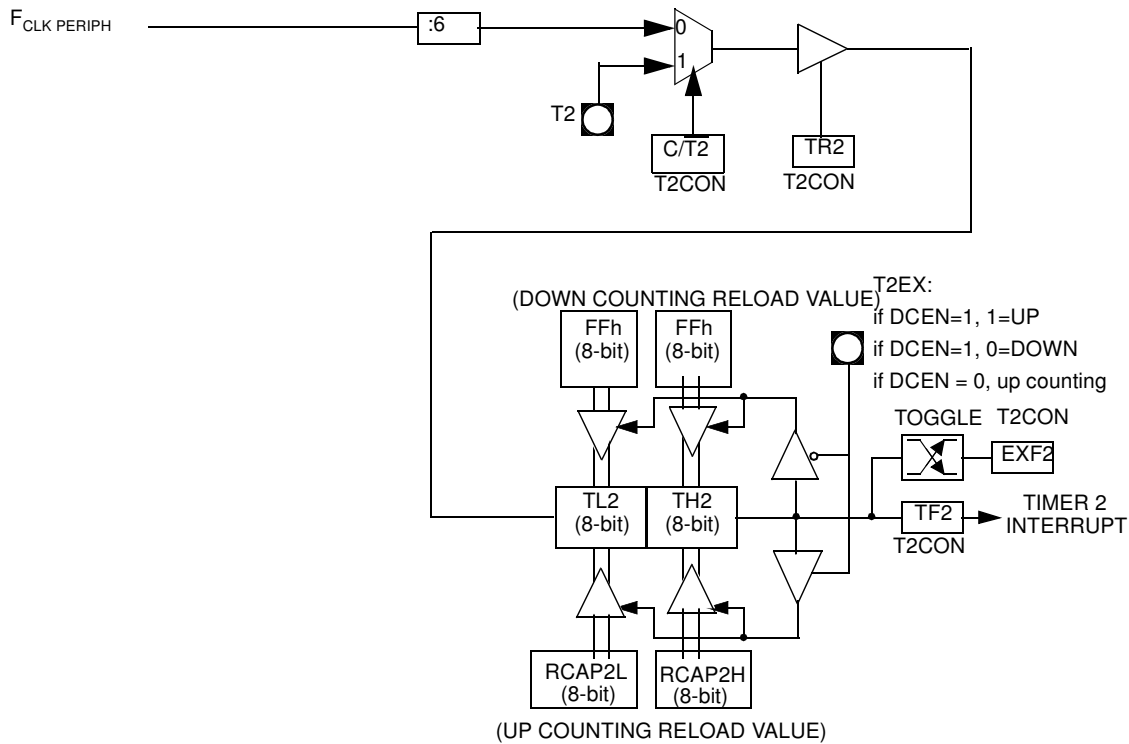 FCLK PERIPH
:6
0
1
T2
C/T2
TR2
T2CON
T2CON
T2EX:
(DOWN COUNTING RELOAD VALUE)
if DCEN=1, 1=UP
FFh
(8-bit)
FFh
(8-bit)
if DCEN=1, 0=DOWN
if DCEN = 0, up counting
TOGGLE
T2CON
EXF2
TL2
(8-bit)
TH2
(8-bit)
TF2
T2CON
TIMER 2
INTERRUPT
RCAP2L
(8-bit)
RCAP2H
(8-bit)
(UP COUNTING RELOAD VALUE)